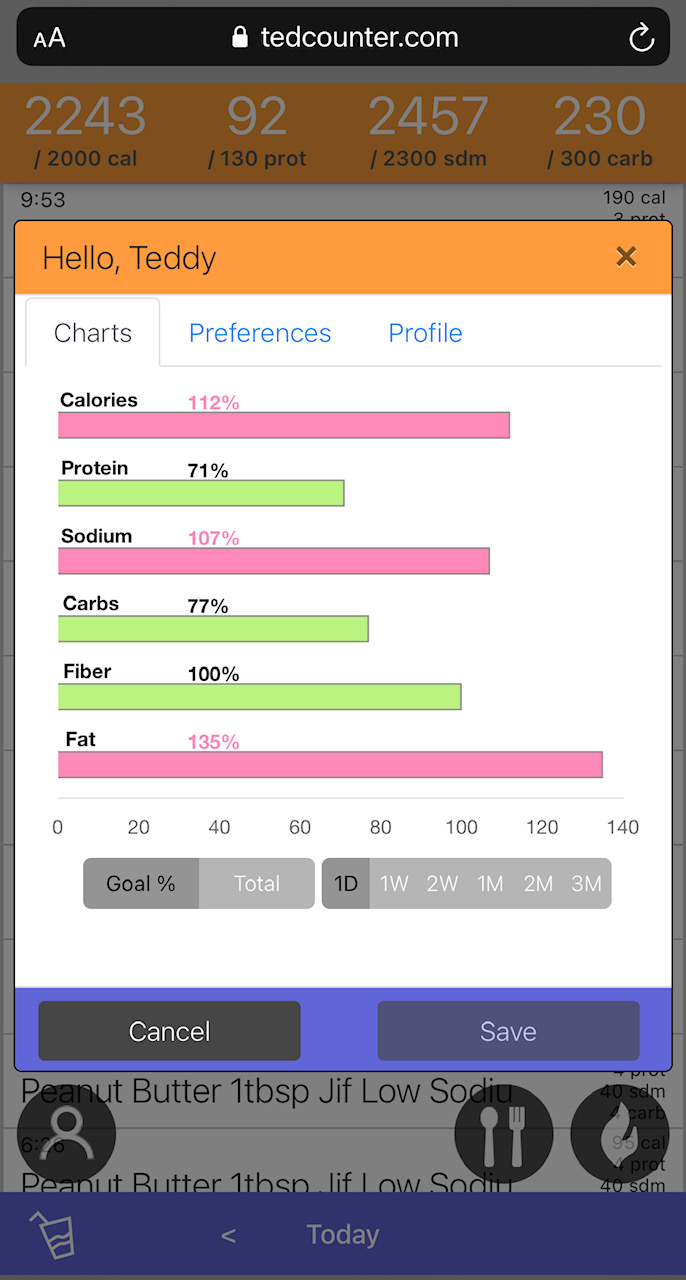 AA tedcounter.com
2243 92 2457 230
/ 2000 cal / 130 prot / 2300 sdm / 300 carb
9:53 190 cal
3 prot
Hello, Teddy ×
Charts Preferences Profile
Calories 112%
Protein 71%
Sodium 107%
Carbs 77%
Fiber 100%
Fat 135%
0 20 40 60 80 100 120 140
Goal % Total 1D 1W 2W 1M 2M 3M
Cancel Save
4 prot
Peanut Butter 1tbsp Jif Low Sodiu 40 sdm
4 carb
6:26 95 cal
4 prot
Peanut Butter 1tbsp Jif Low Sodiu 40 sdm
< Today